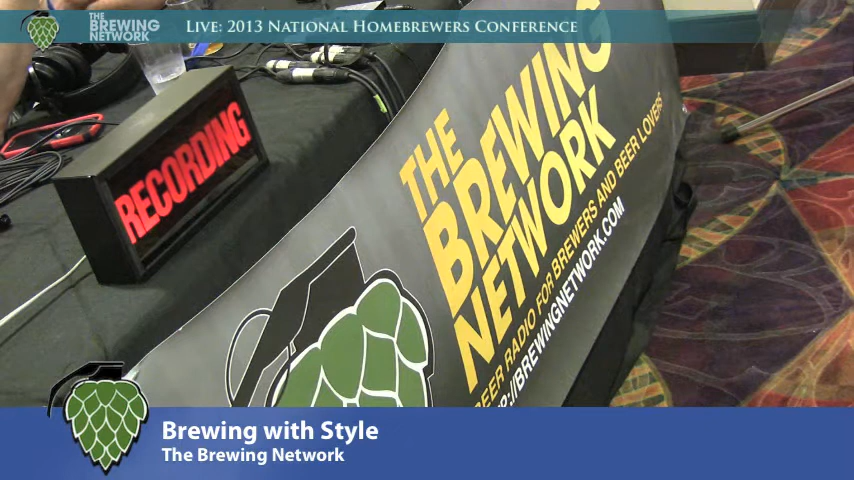 THE
BREWING
NETWORK
LIVE: 2013 NATIONAL HOMEBREWERS CONFERENCE
RECORDING
THE
BREWING
NETWORK
BEER RADIO FOR BREWERS AND BEER LOVERS
://BREWINGNETWORK.COM
Brewing with Style
The Brewing Network